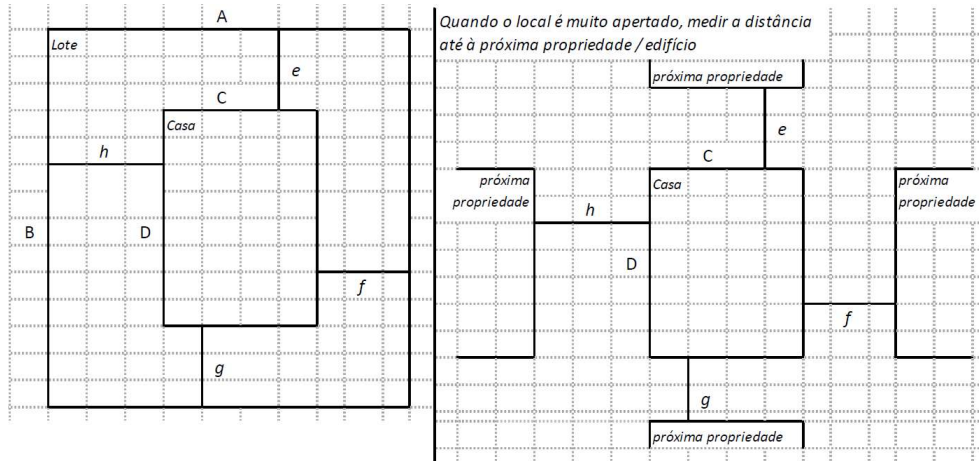 A
Lote
e
C
Casa
h
B
D
f
g
Quando o local é muito apertado, medir a distância
até à próxima propriedade / edifício
próxima propriedade
e
C
próxima
propriedade
Casa
próxima
propriedade
h
D
f
g
próxima propriedade